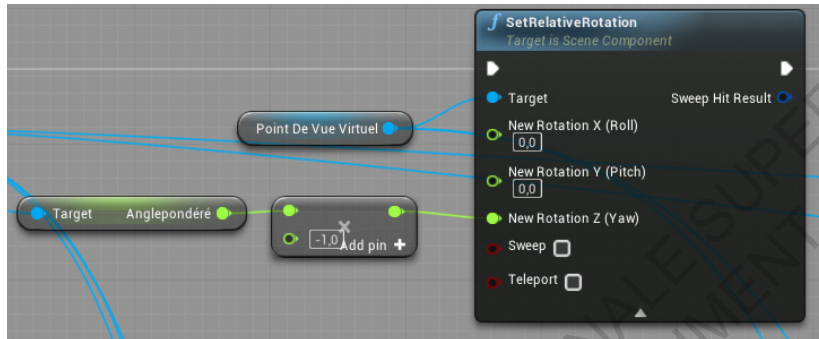 SetRelativeRotation
Target is Scene Component
Target
Sweep Hit Result
Point De Vue Virtuel
New Rotation X (Roll)
0,0
New Rotation Y (Pitch)
0,0
Target
Anglepondéré
New Rotation Z (Yaw)
-1,0
Add pin +
Sweep
Teleport